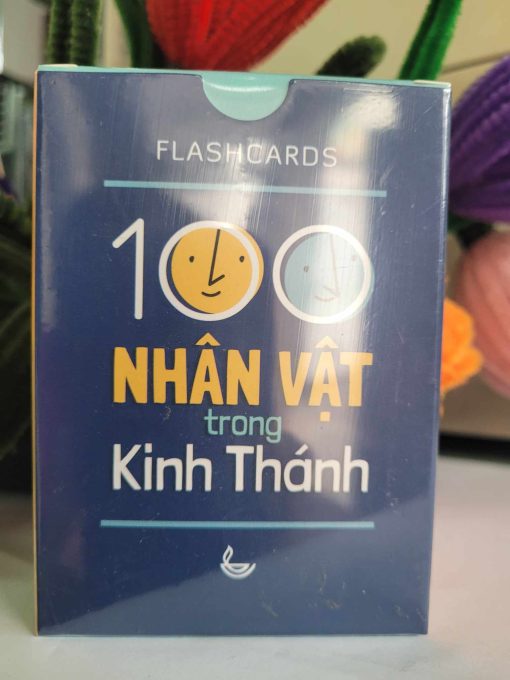 FLASHCARDS
100
NHÂN VẬT
trong
Kinh Thánh